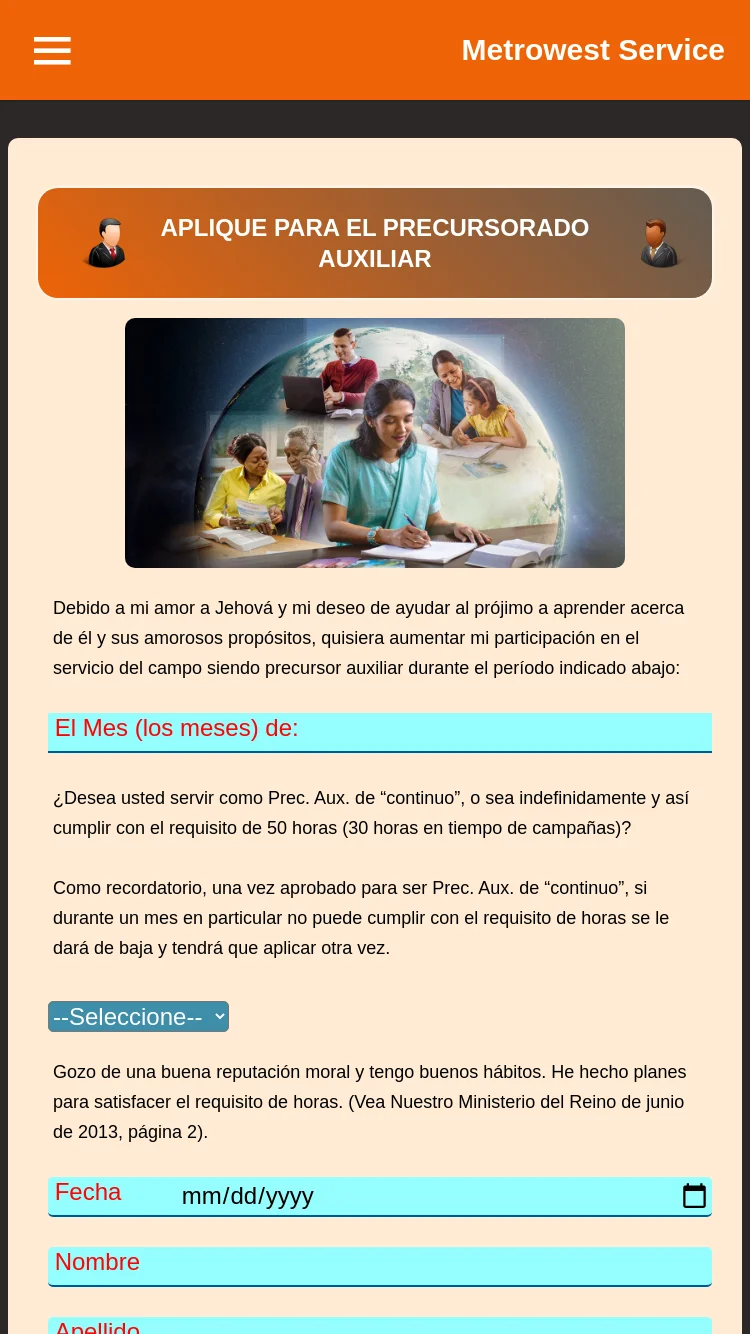 Metrowest Service
APLIQUE PARA EL PRECURSORADO
AUXILIAR
Debido a mi amor a Jehová y mi deseo de ayudar al prójimo a aprender acerca
de él y sus amorosos propósitos, quisiera aumentar mi participación en el
servicio del campo siendo precursor auxiliar durante el período indicado abajo:
El Mes (los meses) de:
¿Desea usted servir como Prec. Aux. de “continuo”, o sea indefinidamente y así
cumplir con el requisito de 50 horas (30 horas en tiempo de campañas)?
Como recordatorio, una vez aprobado para ser Prec. Aux. de “continuo”, si
durante un mes en particular no puede cumplir con el requisito de horas se le
dará de baja y tendrá que aplicar otra vez.
--Seleccione--
Gozo de una buena reputación moral y tengo buenos hábitos. He hecho planes
para satisfacer el requisito de horas. (Vea Nuestro Ministerio del Reino de junio
de 2013, página 2).
Fecha mm/dd/yyyy
Nombre
Apellido